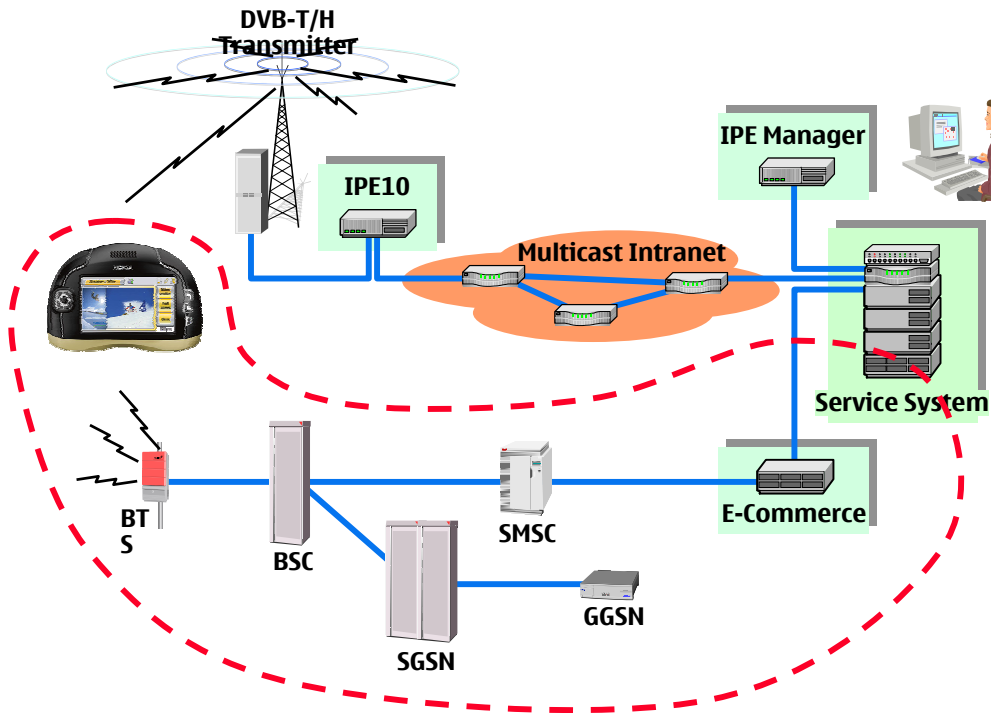 DVB-T/H
Transmitter
IPE Manager
IPE10
Multicast Intranet
Service System
BT
S
BSC
SMSC
E-Commerce
SGSN
GGSN